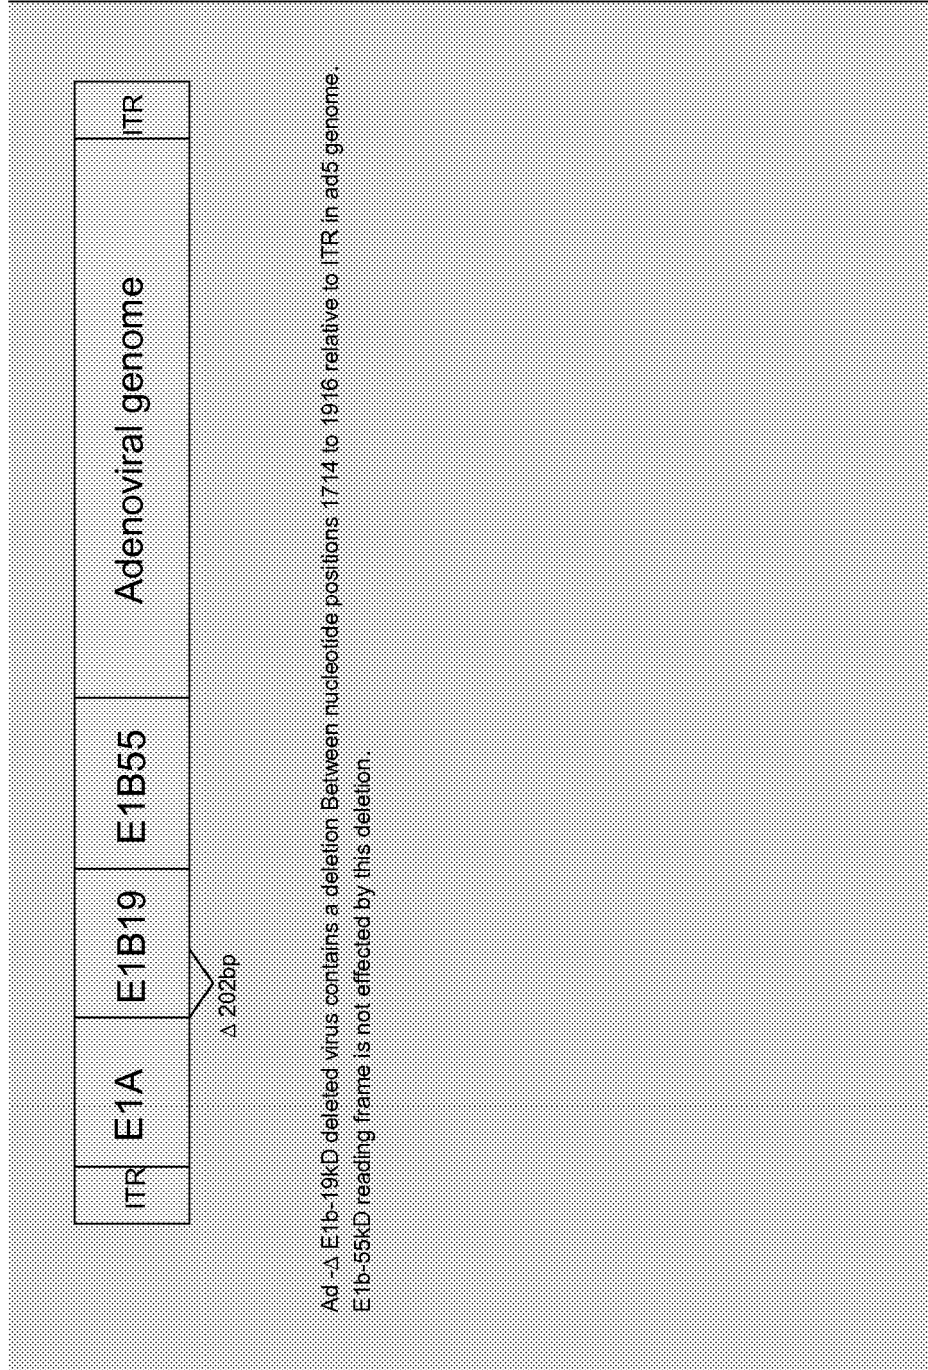 ITR E1A E1B19 E1B55 Adenoviral genome ITR
Δ 202bp
Ad -Δ E1b-19kD deleted virus contains a deletion Between nucleotide positions 1714 to 1916 relative to ITR in ad5 genome.
E1b-55kD reading frame is not effected by this deletion.